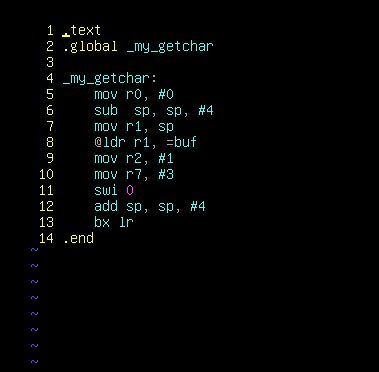 1 .text
2 .global _my_getchar
3
4 _my_getchar:
5     mov r0, #0
6     sub  sp, sp, #4
7     mov r1, sp
8     @ldr r1, =buf
9     mov r2, #1
10     mov r7, #3
11     swi 0
12     add sp, sp, #4
13     bx lr
14 .end
~
~
~
~
~
~
~
~